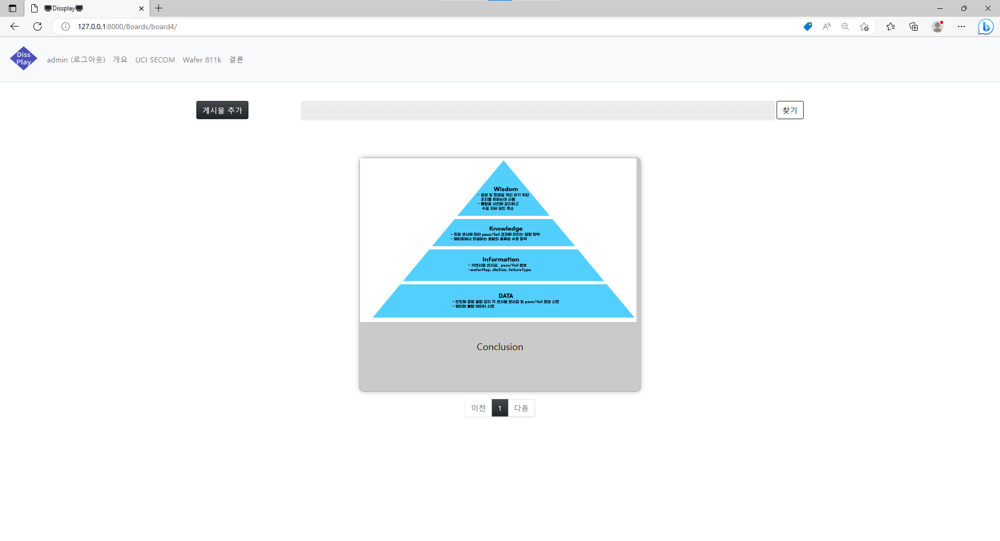 Dissplay
127.0.0.1:8000/Boards/board4/
Diss
Play
admin (로그아웃) 개요 UCI SECOM Wafer 811k 결론
게시물 추가
찾기
Wisdom
- 공정 및 환경을 개선 하기 위한
조치를 취하는데 사용
- 불량을 사전에 감지하고
수율 저하 요인 축소
Knowledge
- 특정 센서에 따라 pass/fail 결과에 미치는 영향 파악
- 웨이퍼에서 발생하는 불량의 종류와 수율 파악
Information
- 각센서별 센서값, pass/fail 정보
-waferMap, dieSize, failureType
DATA
- 반도체 공정 불량 감지 각 센서별 센서값 및 pass/fail 정보 시트
- 웨이퍼 불량 데이터 시트
Conclusion
이전 1 다음